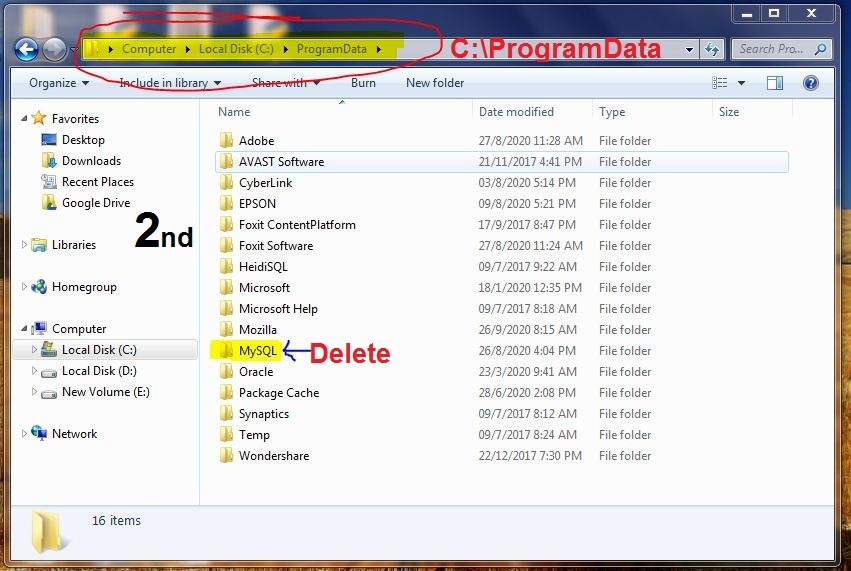 Computer Local Disk (C:) ProgramData C:\ProgramData Search Pro...
Organize Include in library Share with Burn New folder
Name Date modified Type Size
Favorites
Desktop
Downloads
Recent Places
Google Drive
2nd
Libraries
Homegroup
Computer
Local Disk (C:)
Local Disk (D:)
New Volume (E:)
Network
Adobe 27/8/2020 11:28 AM File folder
AVAST Software 21/11/2017 4:41 PM File folder
CyberLink 03/8/2020 5:14 PM File folder
EPSON 09/8/2020 5:21 PM File folder
Foxit ContentPlatform 17/9/2017 8:47 PM File folder
Foxit Software 27/8/2020 11:24 AM File folder
HeidiSQL 09/7/2017 9:22 AM File folder
Microsoft 18/1/2020 12:35 PM File folder
Microsoft Help 09/7/2017 8:18 AM File folder
Mozilla 26/9/2020 8:15 AM File folder
MySQL Delete 26/8/2020 4:04 PM File folder
Oracle 23/3/2020 9:41 AM File folder
Package Cache 28/6/2020 2:08 PM File folder
Synaptics 09/7/2017 8:12 AM File folder
Temp 09/7/2017 8:24 AM File folder
Wondershare 22/12/2017 7:30 PM File folder
16 items